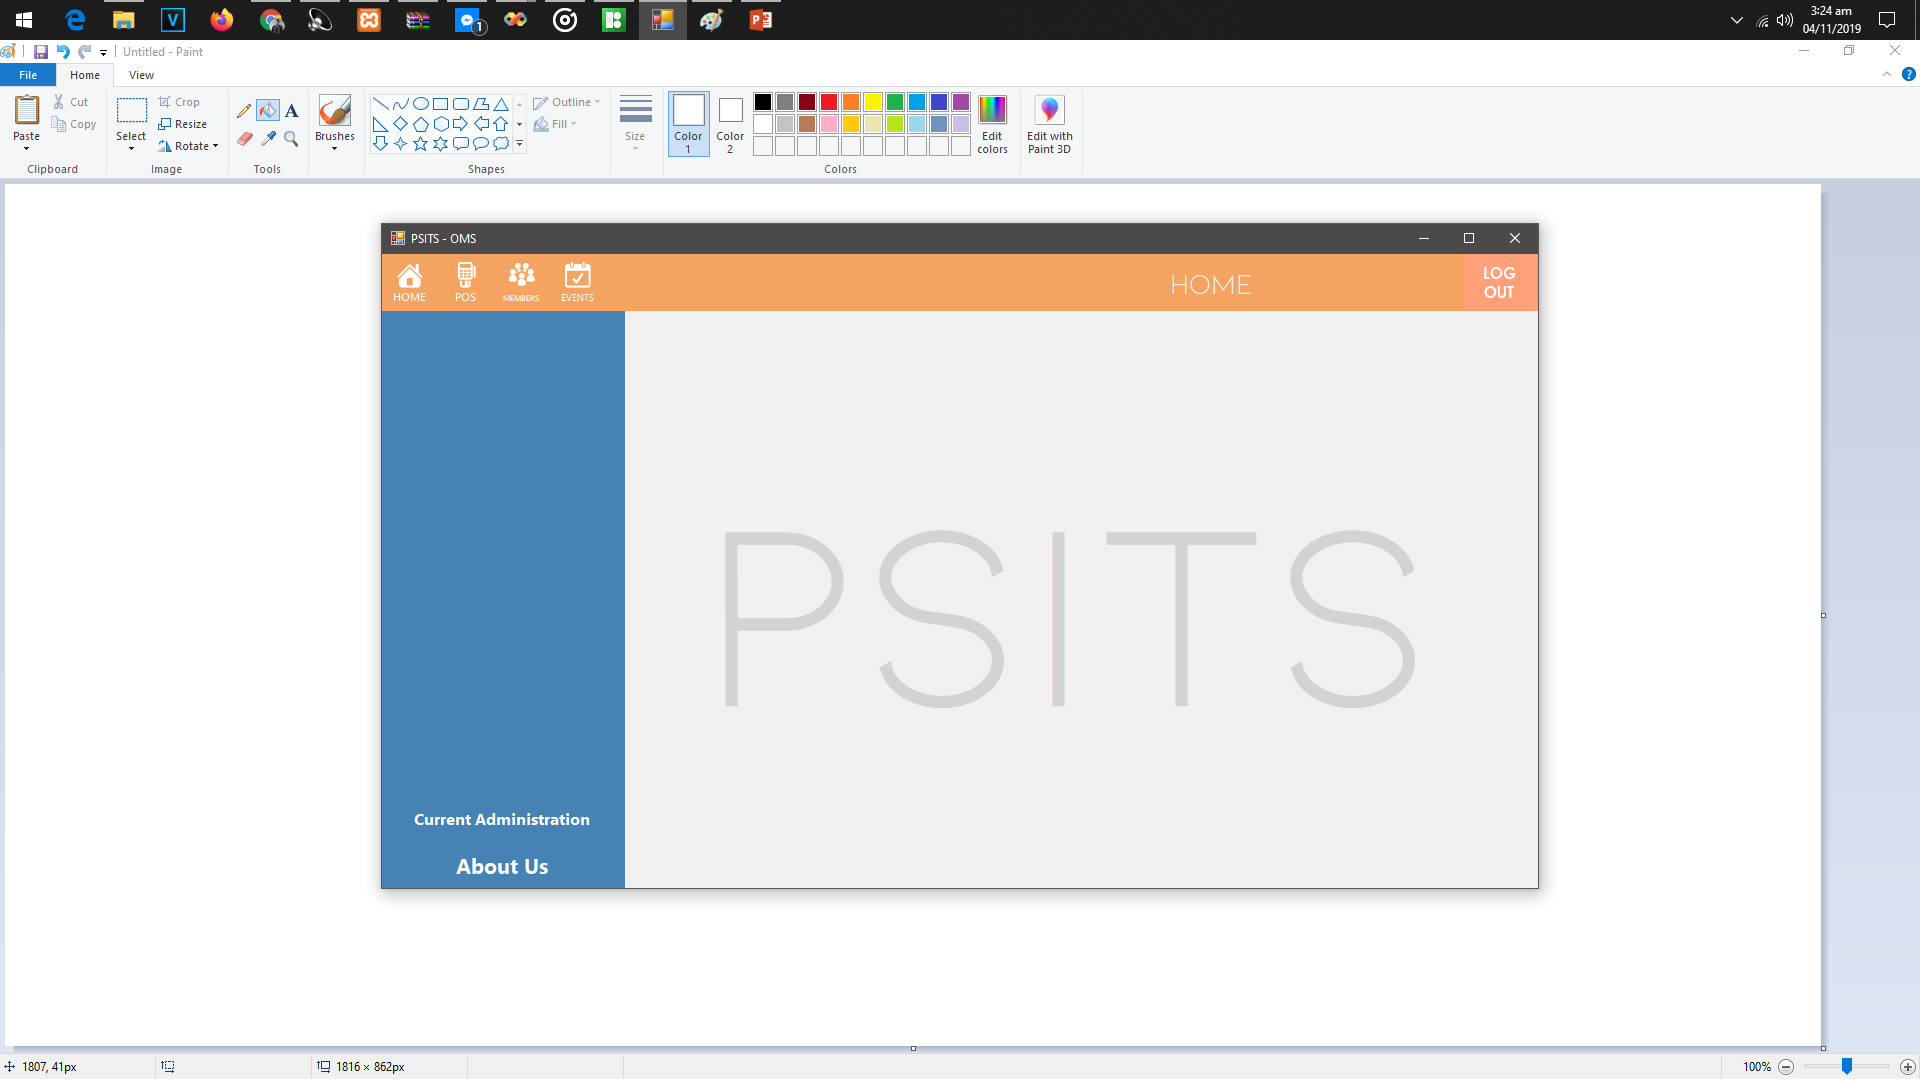 1
3:24 am
04/11/2019
Untitled - Paint
File
Home
View
Paste
Cut
Copy
Clipboard
Select
Crop
Resize
Rotate
Image
A
Tools
Brushes
Outline
Fill
Shapes
Size
Color
1
Color
2
Edit
colors
Colors
Edit with
Paint 3D
PSITS - OMS
HOME
POS
MEMBERS
EVENTS
HOME
LOG
OUT
PSITS
Current Administration
About Us
1807, 41px
1816 × 862px
100%